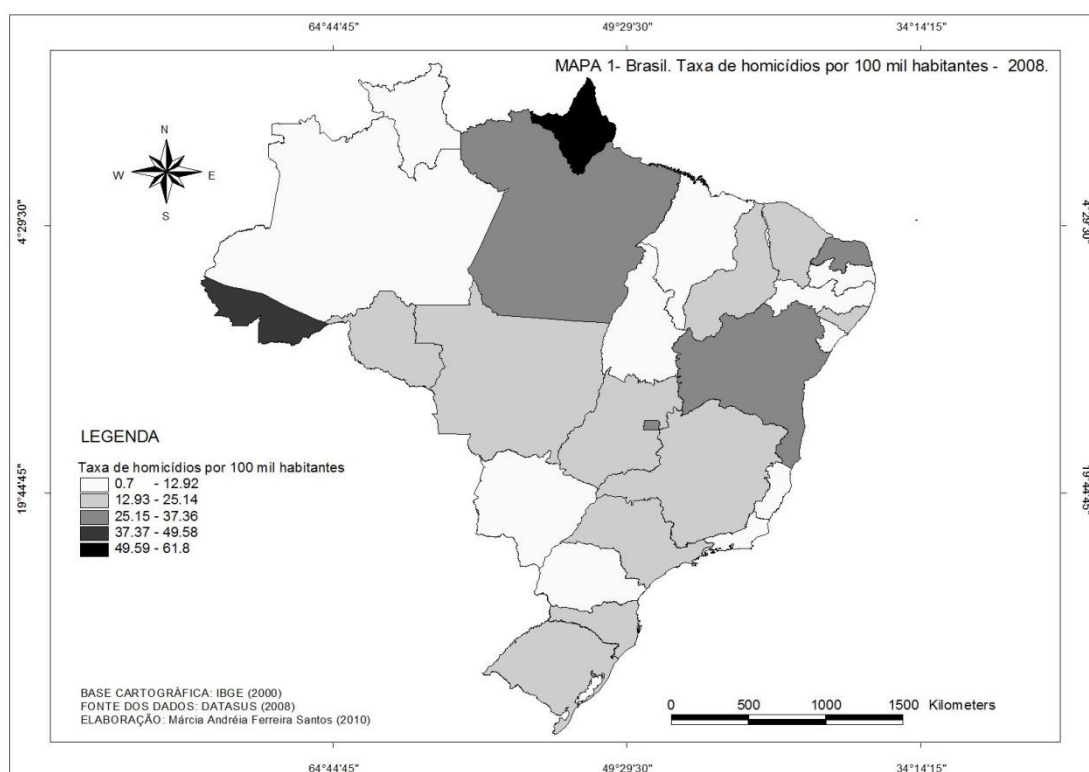 64°44'45" 49°29'30" 34°14'15"
MAPA 1- Brasil. Taxa de homicídios por 100 mil habitantes - 2008.
N
W E
S
4°29'30" 4°29'30"
19°44'45" 19°44'45"
LEGENDA
Taxa de homicídios por 100 mil habitantes
0.7 - 12.92
12.93 - 25.14
25.15 - 37.36
37.37 - 49.58
49.59 - 61.8
BASE CARTOGRÁFICA: IBGE (2000)
FONTE DOS DADOS: DATASUS (2008)
ELABORAÇÃO: Márcia Andréia Ferreira Santos (2010)
0 500 1000 1500 Kilometers
64°44'45" 49°29'30" 34°14'15"